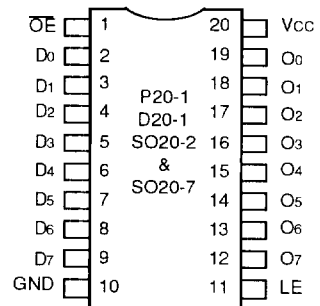 O̅E̅ 1 20 Vcc
D0 2 19 O0
D1 3 18 O1
D2 4 17 O2
D3 5 16 O3
D4 6 15 O4
D5 7 14 O5
D6 8 13 O6
D7 9 12 O7
GND 10 11 LE
P20-1
D20-1
SO20-2
&
SO20-7